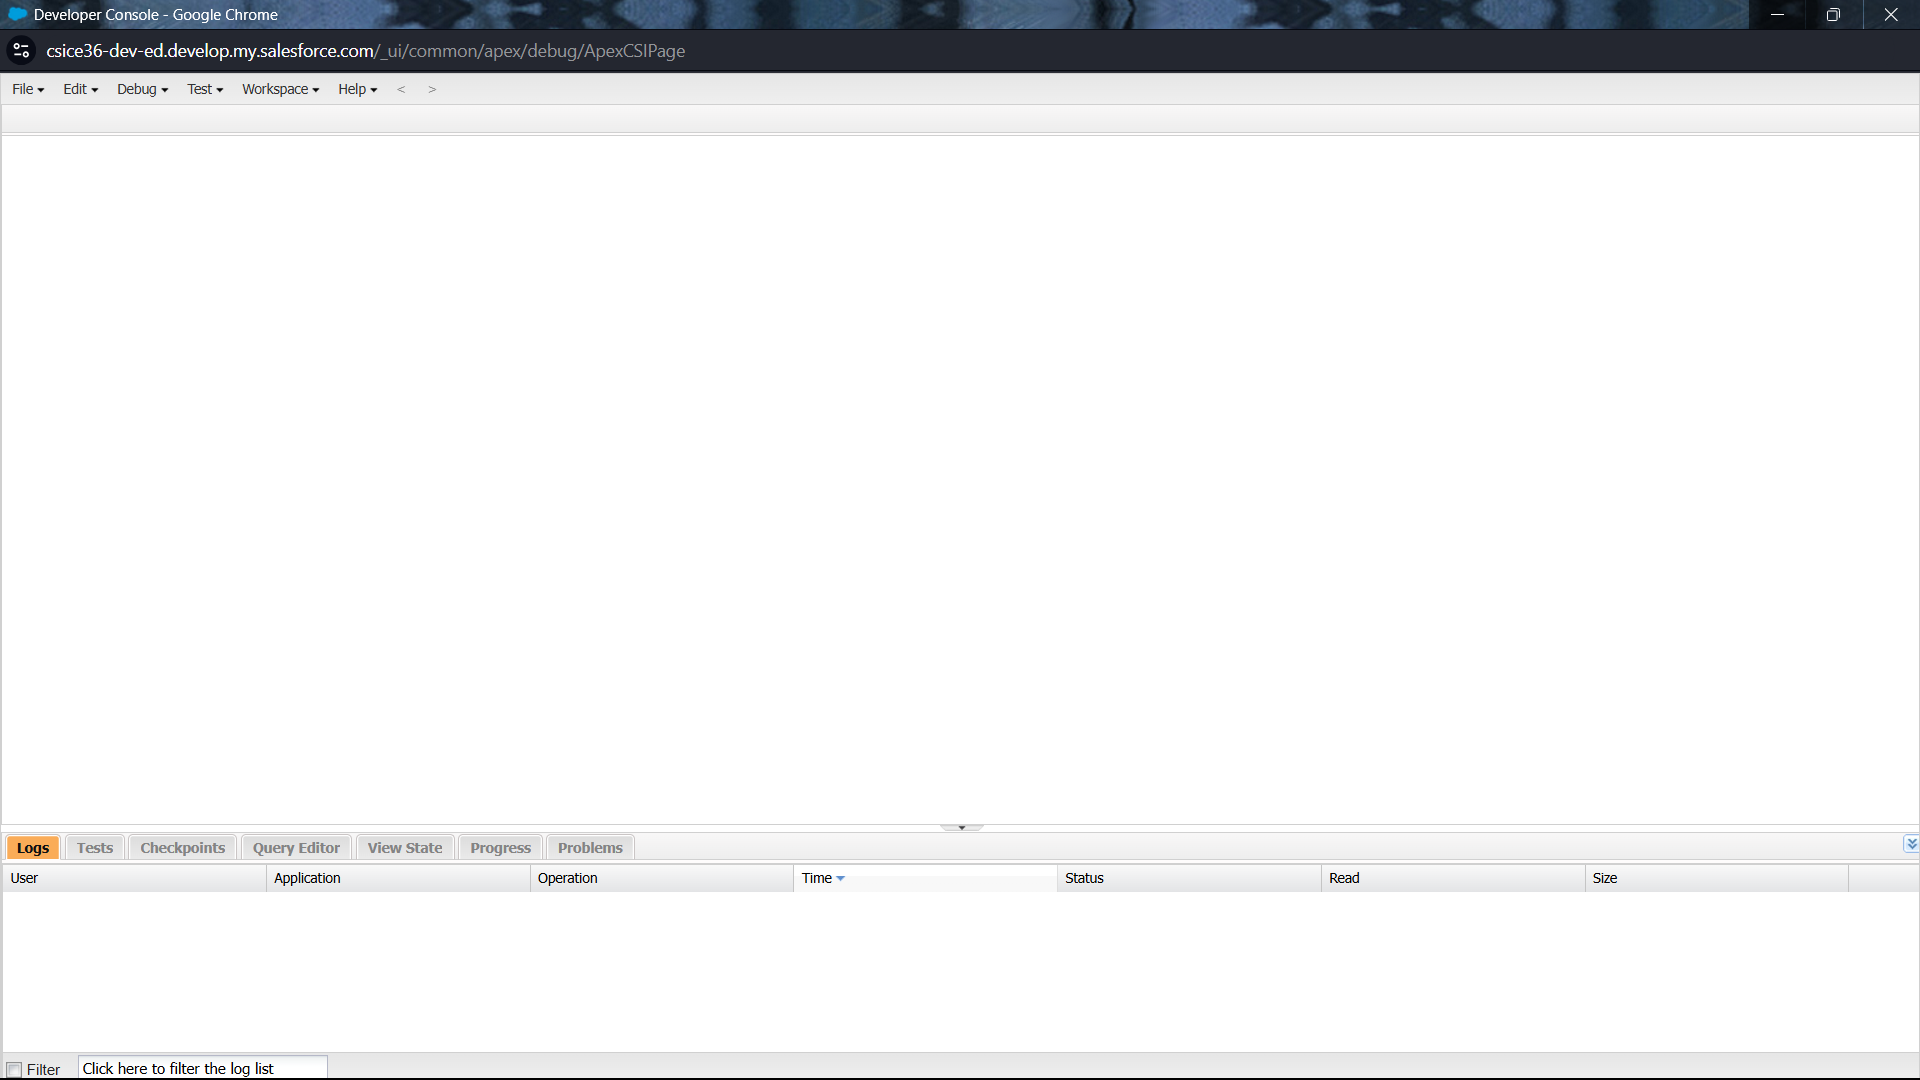 Developer Console - Google Chrome
csice36-dev-ed.develop.my.salesforce.com/_ui/common/apex/debug/ApexCSIPage
File Edit Debug Test Workspace Help < >
Logs Tests Checkpoints Query Editor View State Progress Problems
User Application Operation Time Status Read Size
Filter Click here to filter the log list